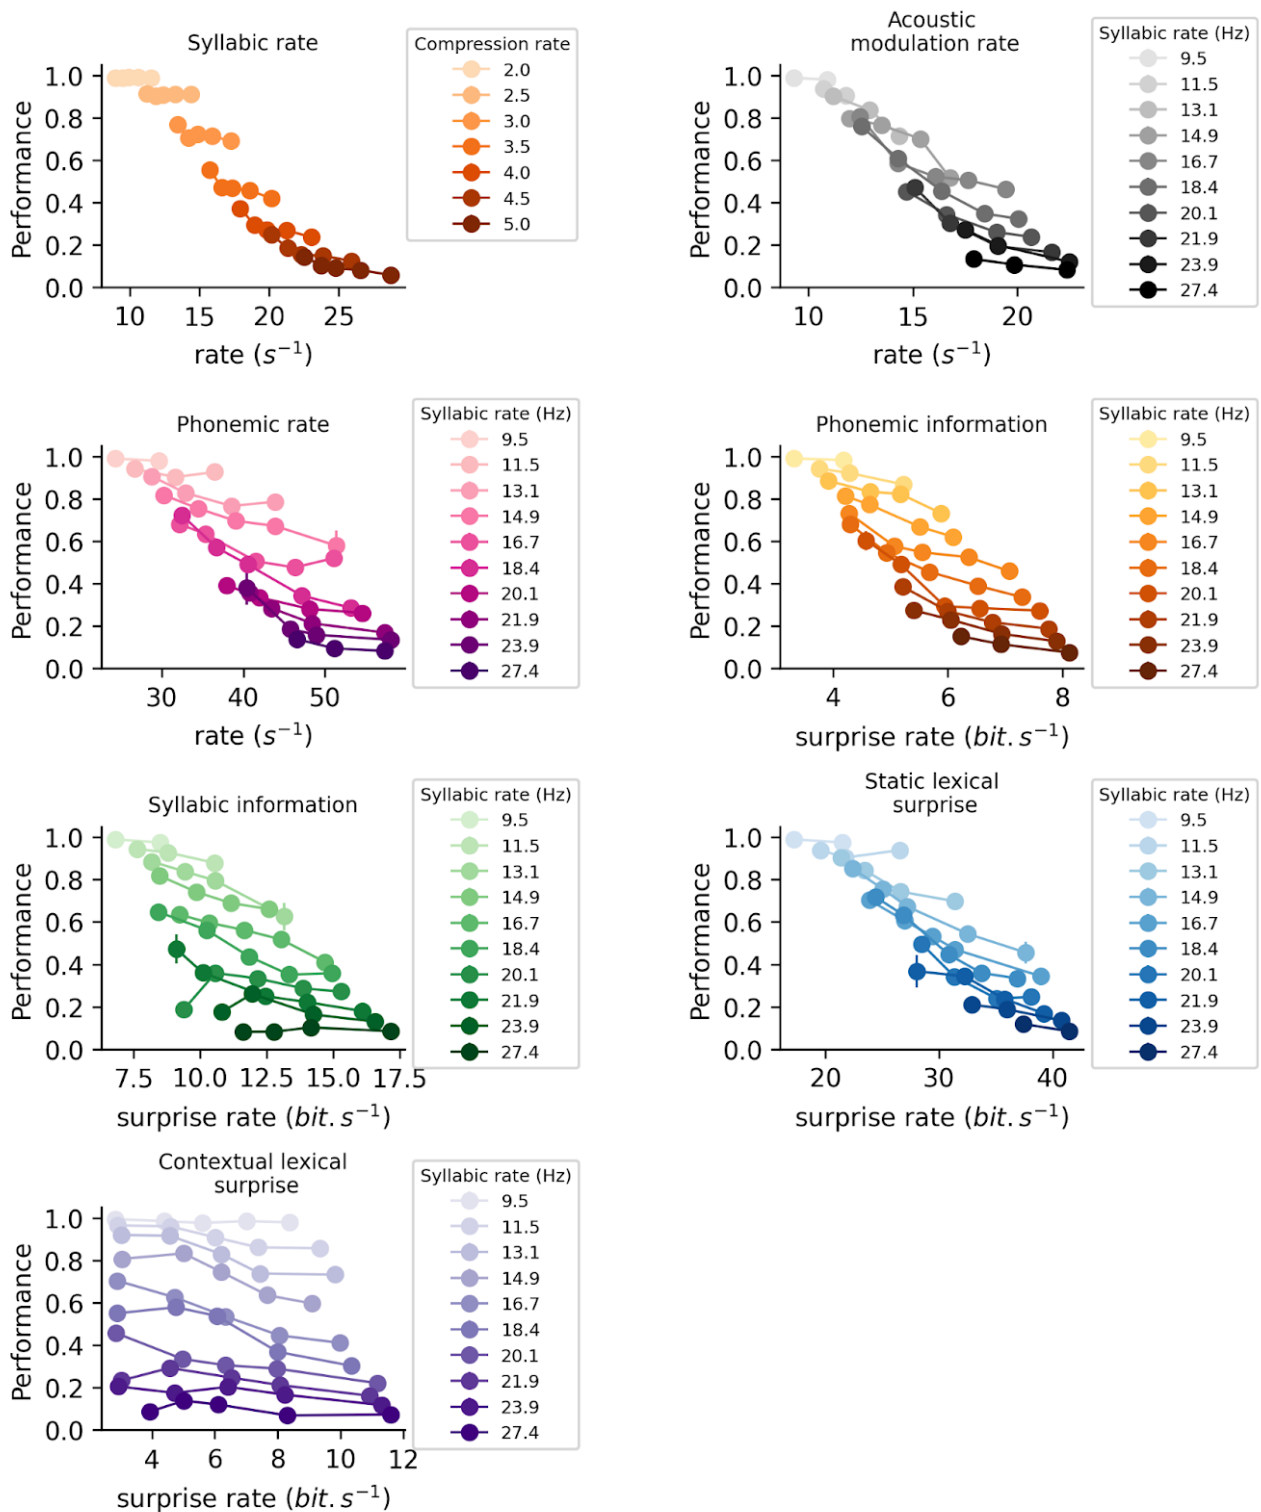 Syllabic rate
Performance
1.0
0.8
0.6
0.4
0.2
0.0
10 15 20 25
rate (s⁻¹)
Compression rate
2.0
2.5
3.0
3.5
4.0
4.5
5.0
Acoustic
modulation rate
Performance
1.0
0.8
0.6
0.4
0.2
0.0
10 15 20
rate (s⁻¹)
Syllabic rate (Hz)
9.5
11.5
13.1
14.9
16.7
18.4
20.1
21.9
23.9
27.4
Phonemic rate
Performance
1.0
0.8
0.6
0.4
0.2
0.0
30 40 50
rate (s⁻¹)
Syllabic rate (Hz)
9.5
11.5
13.1
14.9
16.7
18.4
20.1
21.9
23.9
27.4
Phonemic information
Performance
1.0
0.8
0.6
0.4
0.2
0.0
4 6 8
surprise rate (bit. s⁻¹)
Syllabic rate (Hz)
9.5
11.5
13.1
14.9
16.7
18.4
20.1
21.9
23.9
27.4
Syllabic information
Performance
1.0
0.8
0.6
0.4
0.2
0.0
7.5 10.0 12.5 15.0 17.5
surprise rate (bit. s⁻¹)
Syllabic rate (Hz)
9.5
11.5
13.1
14.9
16.7
18.4
20.1
21.9
23.9
27.4
Static lexical
surprise
Performance
1.0
0.8
0.6
0.4
0.2
0.0
20 30 40
surprise rate (bit. s⁻¹)
Syllabic rate (Hz)
9.5
11.5
13.1
14.9
16.7
18.4
20.1
21.9
23.9
27.4
Contextual lexical
surprise
Performance
1.0
0.8
0.6
0.4
0.2
0.0
4 6 8 10 12
surprise rate (bit. s⁻¹)
Syllabic rate (Hz)
9.5
11.5
13.1
14.9
16.7
18.4
20.1
21.9
23.9
27.4